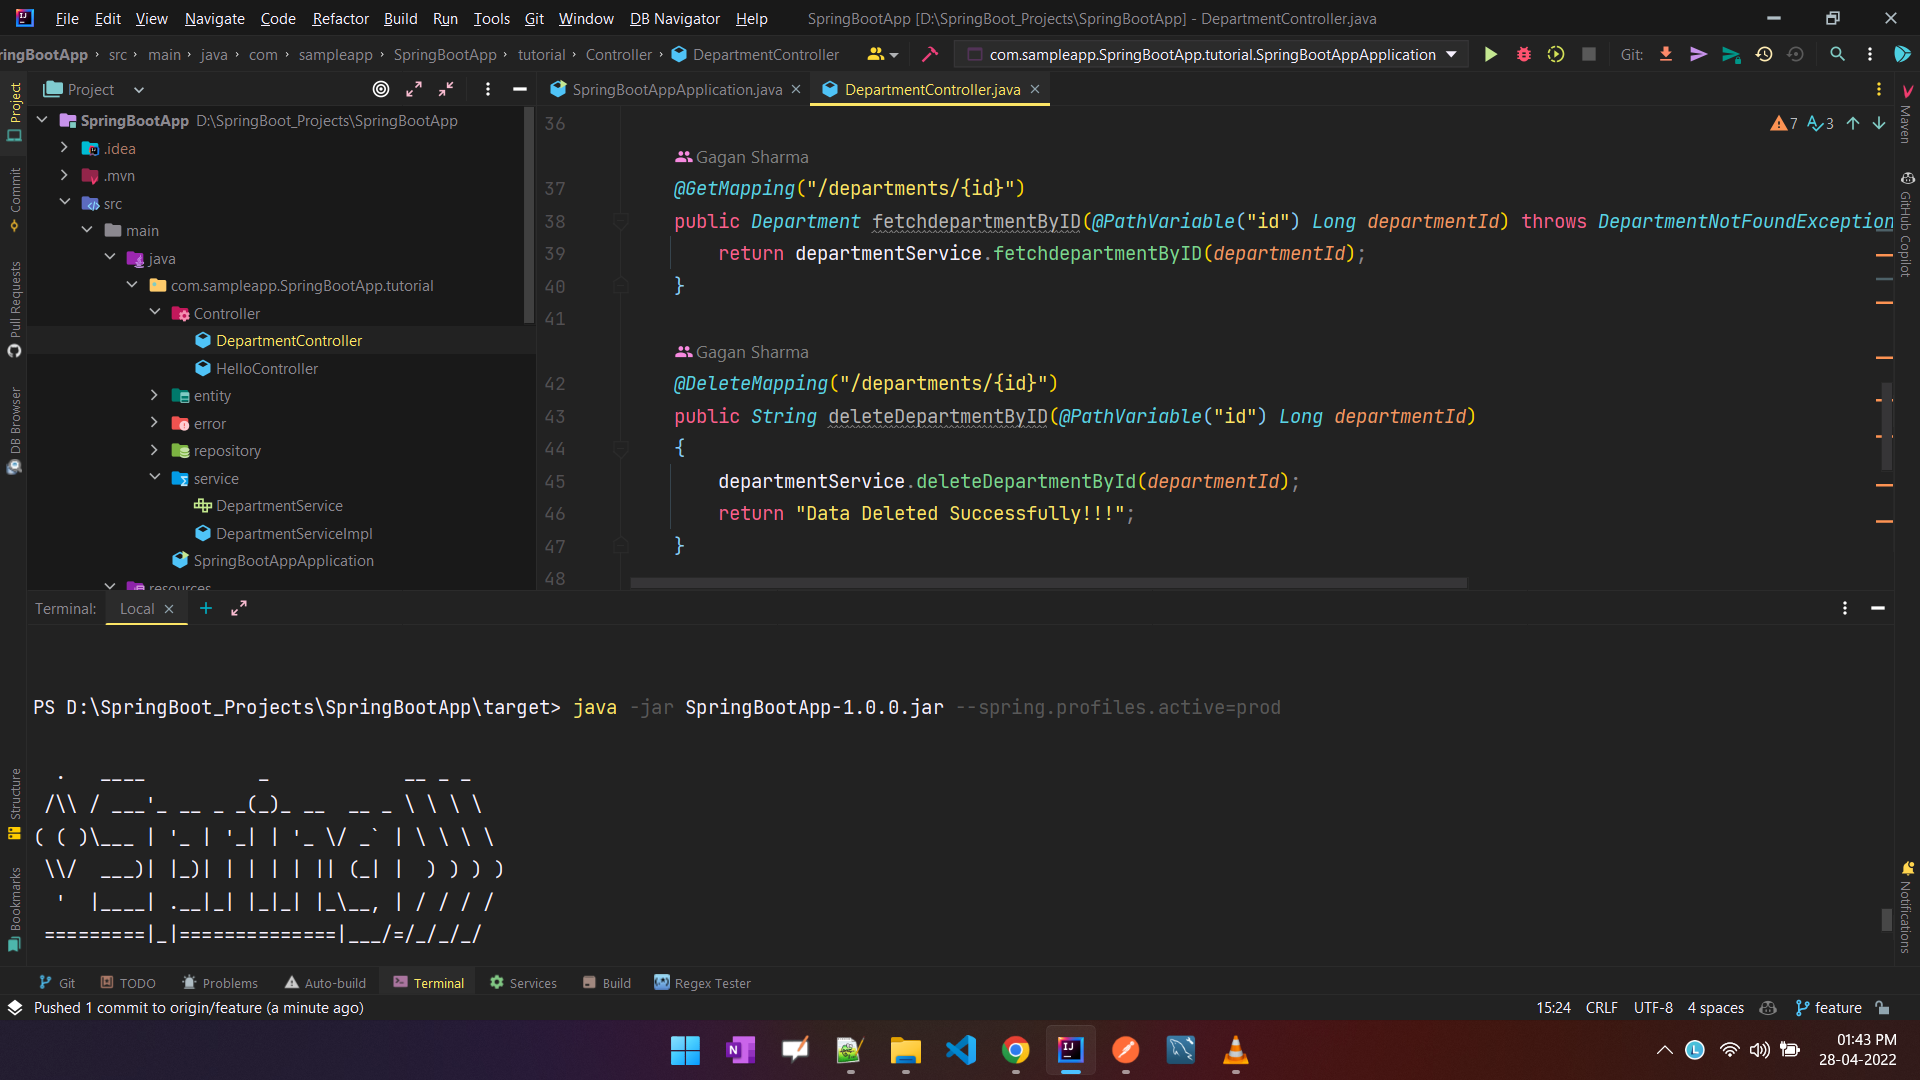 File Edit View Navigate Code Refactor Build Run Tools Git Window DB Navigator Help SpringBootApp [D:\SpringBoot_Projects\SpringBootApp] - DepartmentController.java
ringBootApp src main java com sampleapp SpringBootApp tutorial Controller DepartmentController com.sampleapp.SpringBootApp.tutorial.SpringBootAppApplication Git:
Project
SpringBootAppApplication.java DepartmentController.java
Project
Commit
Pull Requests
DB Browser
Structure
Bookmarks
SpringBootApp D:\SpringBoot_Projects\SpringBootApp
.idea
.mvn
src
main
java
com.sampleapp.SpringBootApp.tutorial
Controller
DepartmentController
HelloController
entity
error
repository
service
DepartmentService
DepartmentServiceImpl
SpringBootAppApplication
resources
7 3
36
Gagan Sharma
37 @GetMapping("/departments/{id}")
38 public Department fetchdepartmentByID(@PathVariable("id") Long departmentId) throws DepartmentNotFoundException
39 return departmentService.fetchdepartmentByID(departmentId);
40 }
41
Gagan Sharma
42 @DeleteMapping("/departments/{id}")
43 public String deleteDepartmentByID(@PathVariable("id") Long departmentId)
44 {
45 departmentService.deleteDepartmentById(departmentId);
46 return "Data Deleted Successfully!!!";
47 }
48
Maven
GitHub Copilot
Notifications
Terminal: Local
PS D:\SpringBoot_Projects\SpringBootApp\target> java -jar SpringBootApp-1.0.0.jar --spring.profiles.active=prod
  .   ____          _            __ _ _
 /\\ / ___'_ __ _ _(_)_ __  __ _ \ \ \ \
( ( )\___ | '_ | '_| | '_ \/ _` | \ \ \ \
 \\/  ___)| |_)| | | | | || (_| |  ) ) ) )
  '  |____| .__|_| |_|_| |_\__, | / / / /
 =========|_|==============|___/=/_/_/_/
Git TODO Problems Auto-build Terminal Services Build Regex Tester
Pushed 1 commit to origin/feature (a minute ago) 15:24 CRLF UTF-8 4 spaces feature
01:43 PM
28-04-2022